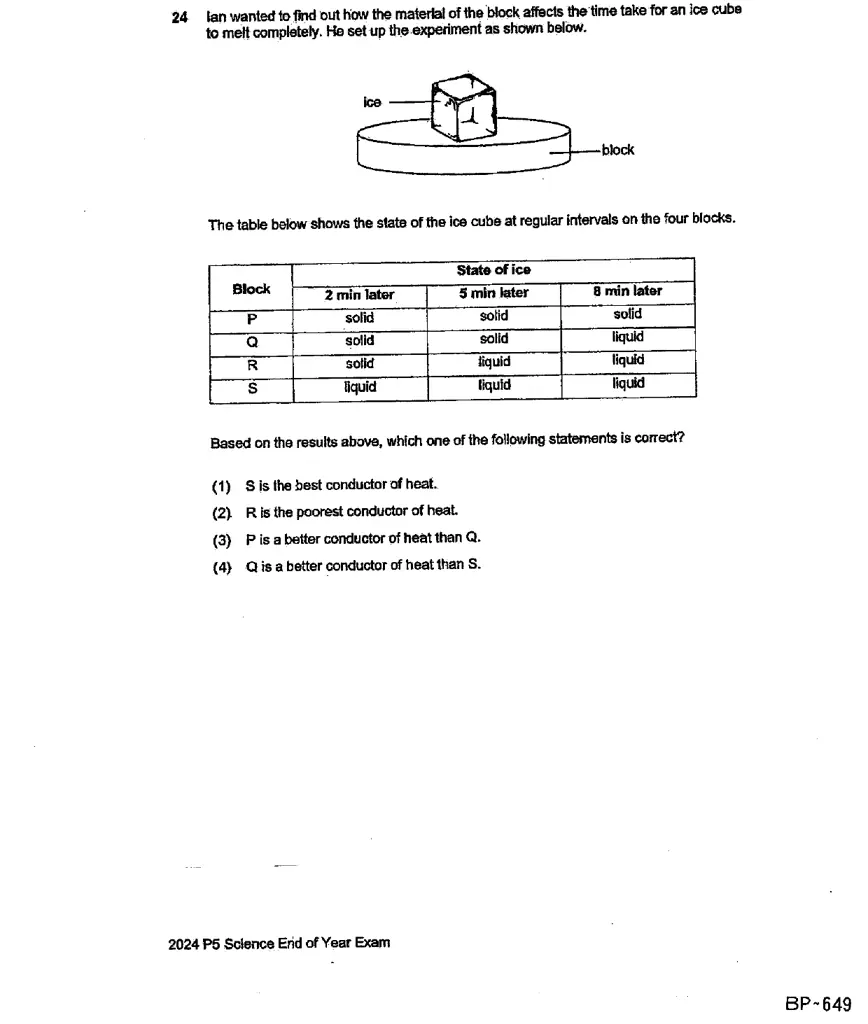 24 Ian wanted to find out how the material of the block affects the time take for an ice cube
to melt completely. He set up the experiment as shown below.
ice
block
The table below shows the state of the ice cube at regular intervals on the four blocks.
Block State of ice
2 min later 5 min later 8 min later
P solid solid solid
Q solid solid liquid
R solid liquid liquid
S liquid liquid liquid
Based on the results above, which one of the following statements is correct?
(1) S is the best conductor of heat.
(2) R is the poorest conductor of heat.
(3) P is a better conductor of heat than Q.
(4) Q is a better conductor of heat than S.
2024 P5 Science End of Year Exam
BP~649